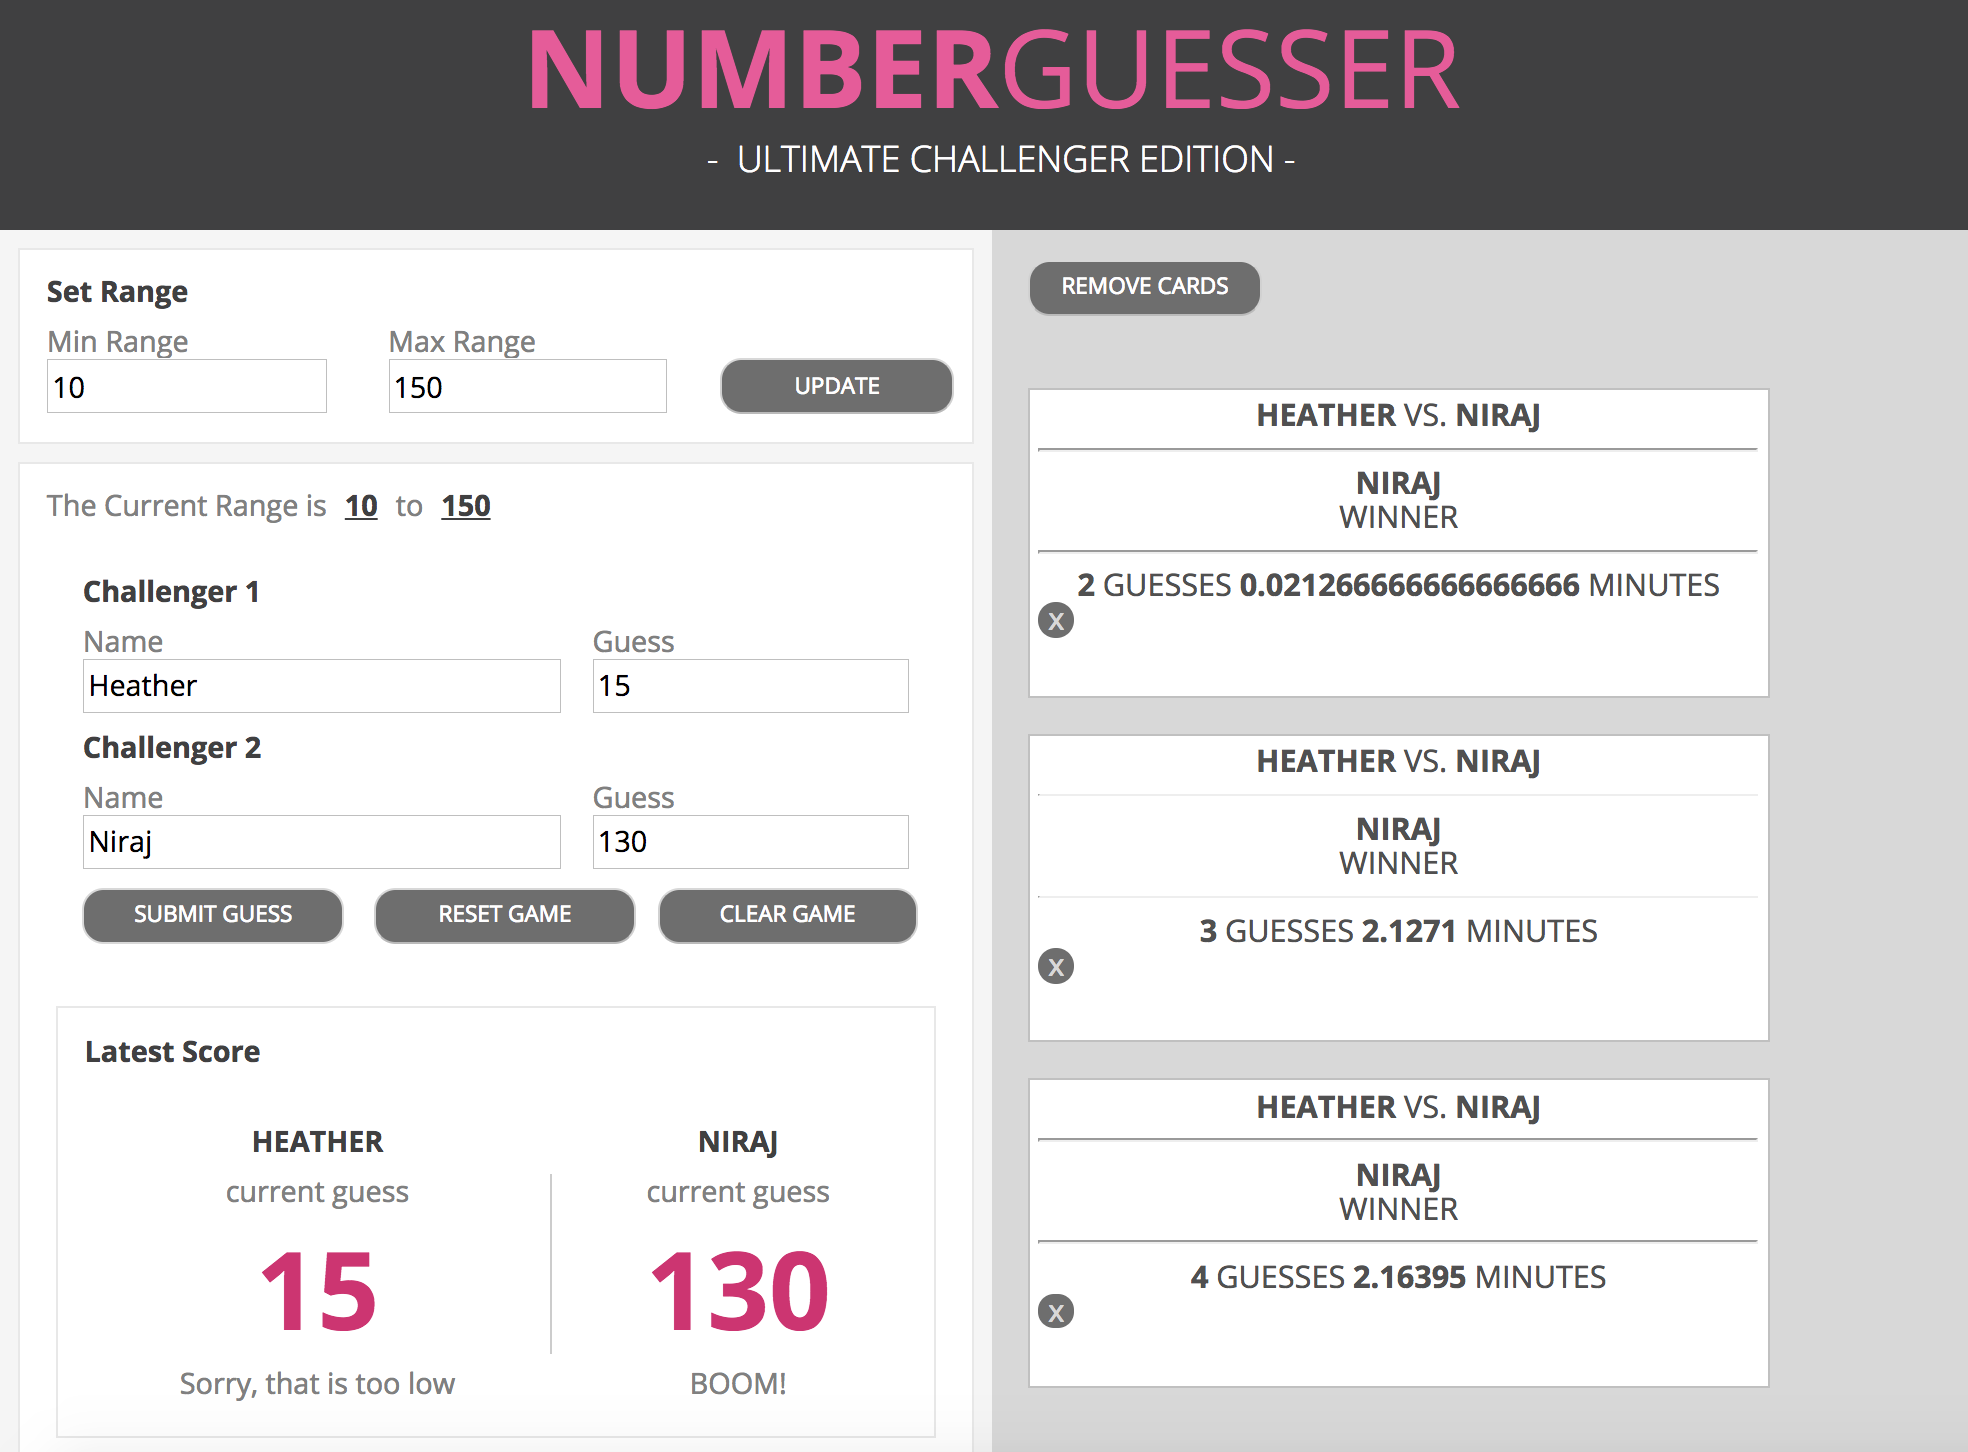 NUMBERGUESSER
- ULTIMATE CHALLENGER EDITION -
Set Range
Min Range
Max Range
10
150
UPDATE
The Current Range is 10 to 150
Challenger 1
Name
Guess
Heather
15
Challenger 2
Name
Guess
Niraj
130
SUBMIT GUESS
RESET GAME
CLEAR GAME
Latest Score
HEATHER
current guess
15
Sorry, that is too low
NIRAJ
current guess
130
BOOM!
REMOVE CARDS
HEATHER VS. NIRAJ
NIRAJ
WINNER
2 GUESSES 0.021266666666666666 MINUTES
X
HEATHER VS. NIRAJ
NIRAJ
WINNER
3 GUESSES 2.1271 MINUTES
X
HEATHER VS. NIRAJ
NIRAJ
WINNER
4 GUESSES 2.16395 MINUTES
X